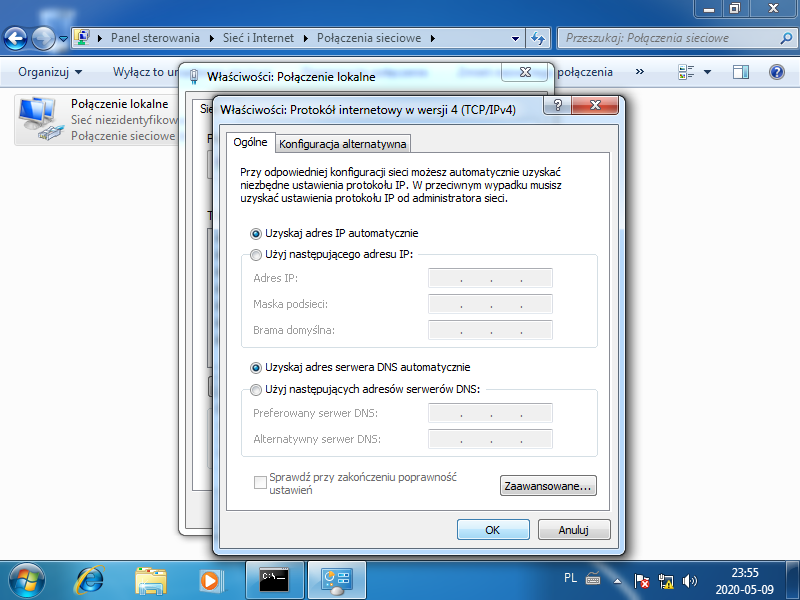 Panel sterowania
Sieć i Internet
Połączenia sieciowe
Przeszukaj: Połączenia sieciowe
Organizuj
Wyłącz to
połączenia
»
Połączenie lokalne
Sieć
Połączenie sieciowe
Właściwości: Połączenie lokalne
Właściwości: Protokół internetowy w wersji 4 (TCP/IPv4)
Ogólne
Konfiguracja alternatywna
Przy odpowiedniej konfiguracji sieci możesz automatycznie uzyskać
niezbędne ustawienia protokołu IP. W przeciwnym wypadku musisz
uzyskać ustawienia protokołu IP od administratora sieci.
Uzyskaj adres IP automatycznie
Użyj następującego adresu IP:
Adres IP:
Maska podsieci:
Brama domyślna:
Uzyskaj adres serwera DNS automatycznie
Użyj następujących adresów serwerów DNS:
Preferowany serwer DNS:
Alternatywny serwer DNS:
Sprawdź przy zakończeniu poprawność
ustawień
Zaawansowane...
OK
Anuluj
C:\-
PL
23:55
2020-05-09